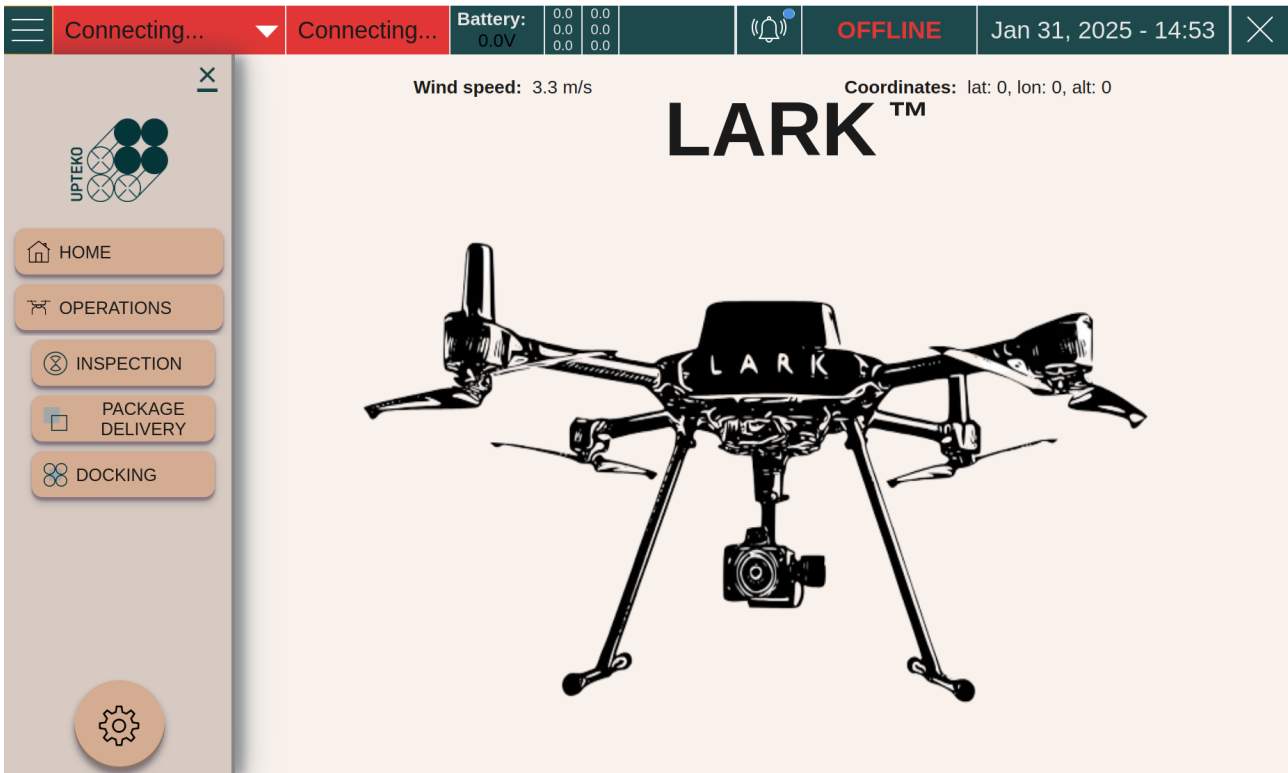 Connecting...
Connecting...
Battery:
0.0V
0.0 0.0
0.0 0.0
0.0 0.0
OFFLINE
Jan 31, 2025 - 14:53
Wind speed: 3.3 m/s
Coordinates: lat: 0, lon: 0, alt: 0
LARK™
UPTEKO
HOME
OPERATIONS
INSPECTION
PACKAGE
DELIVERY
DOCKING
LARK